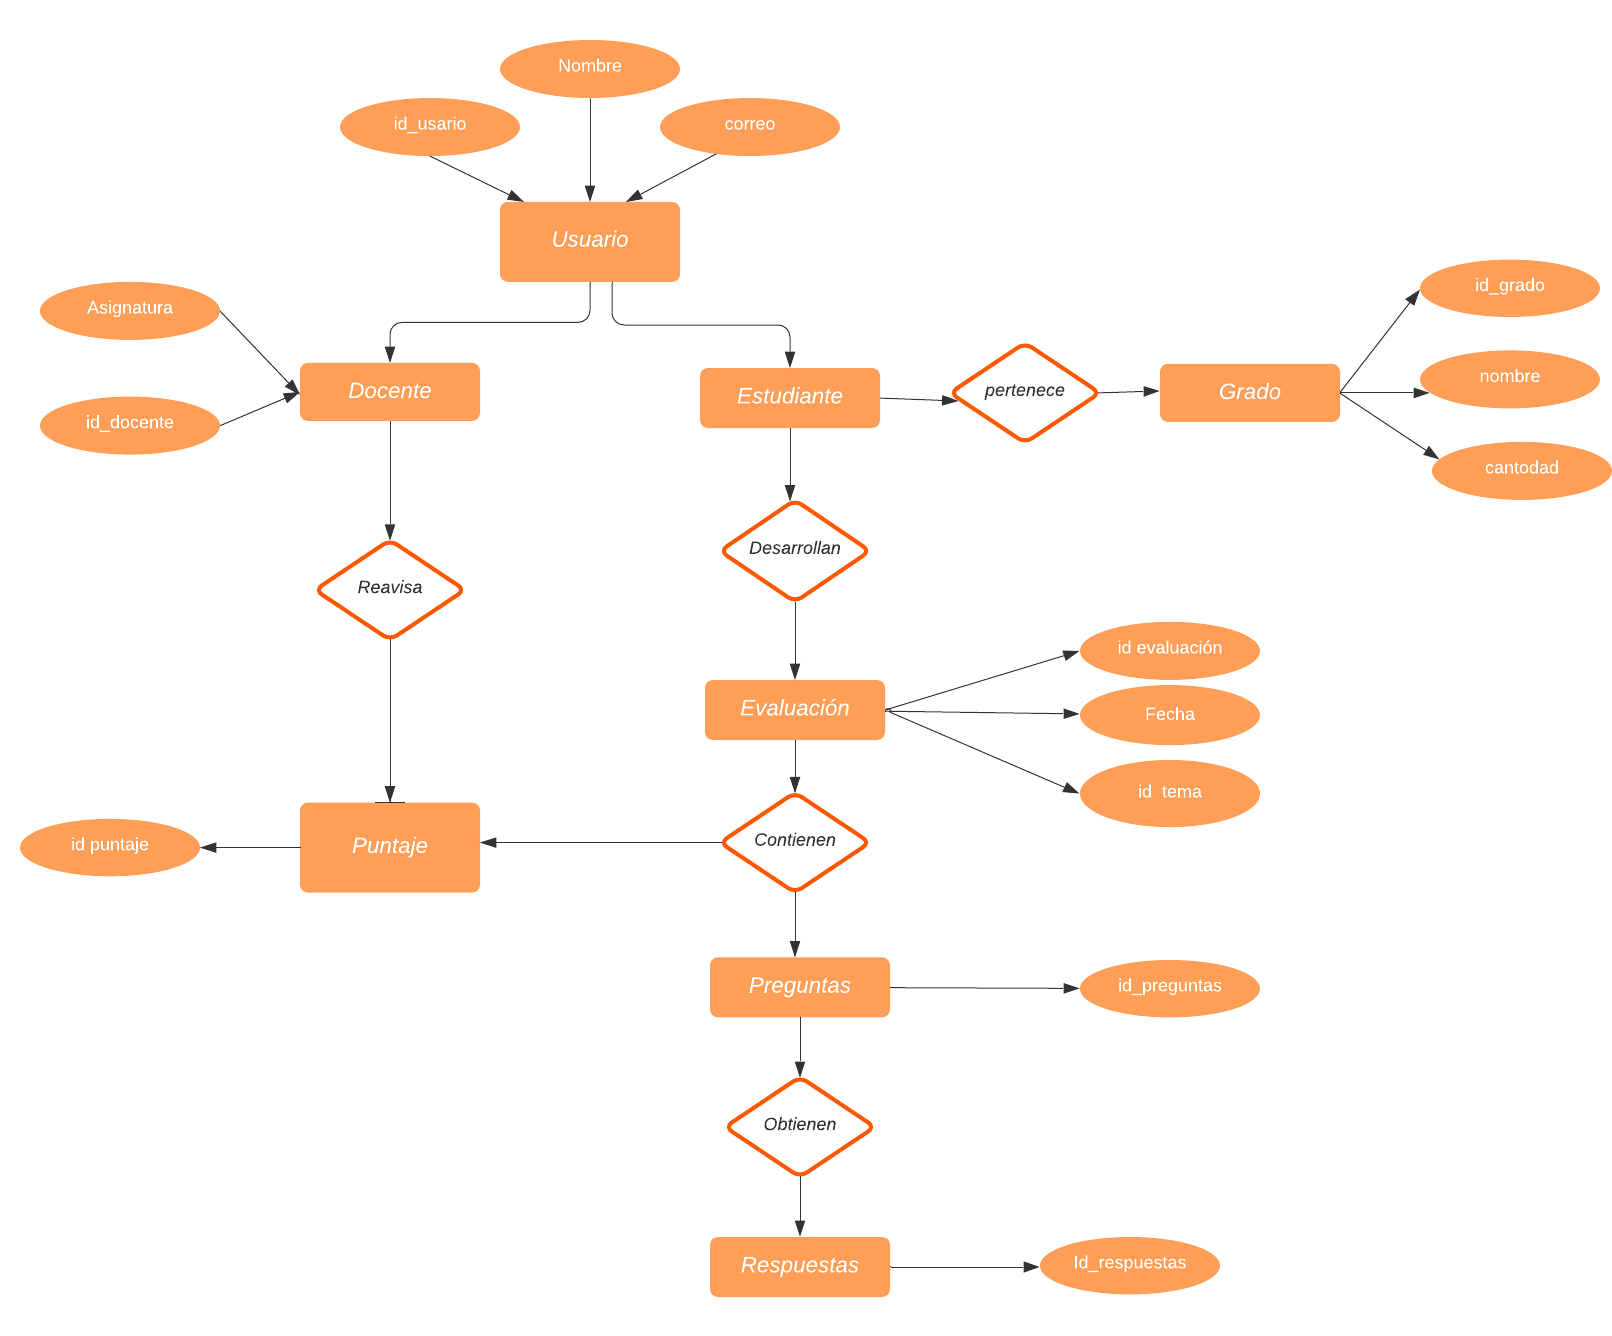 Nombre
id_usario
correo
Usuario
Asignatura
id_docente
Docente
Estudiante
pertenece
Grado
id_grado
nombre
cantodad
Desarrollan
Reavisa
Evaluación
id evaluación
Fecha
id tema
Contienen
id puntaje
Puntaje
Preguntas
id_preguntas
Obtienen
Respuestas
Id_respuestas